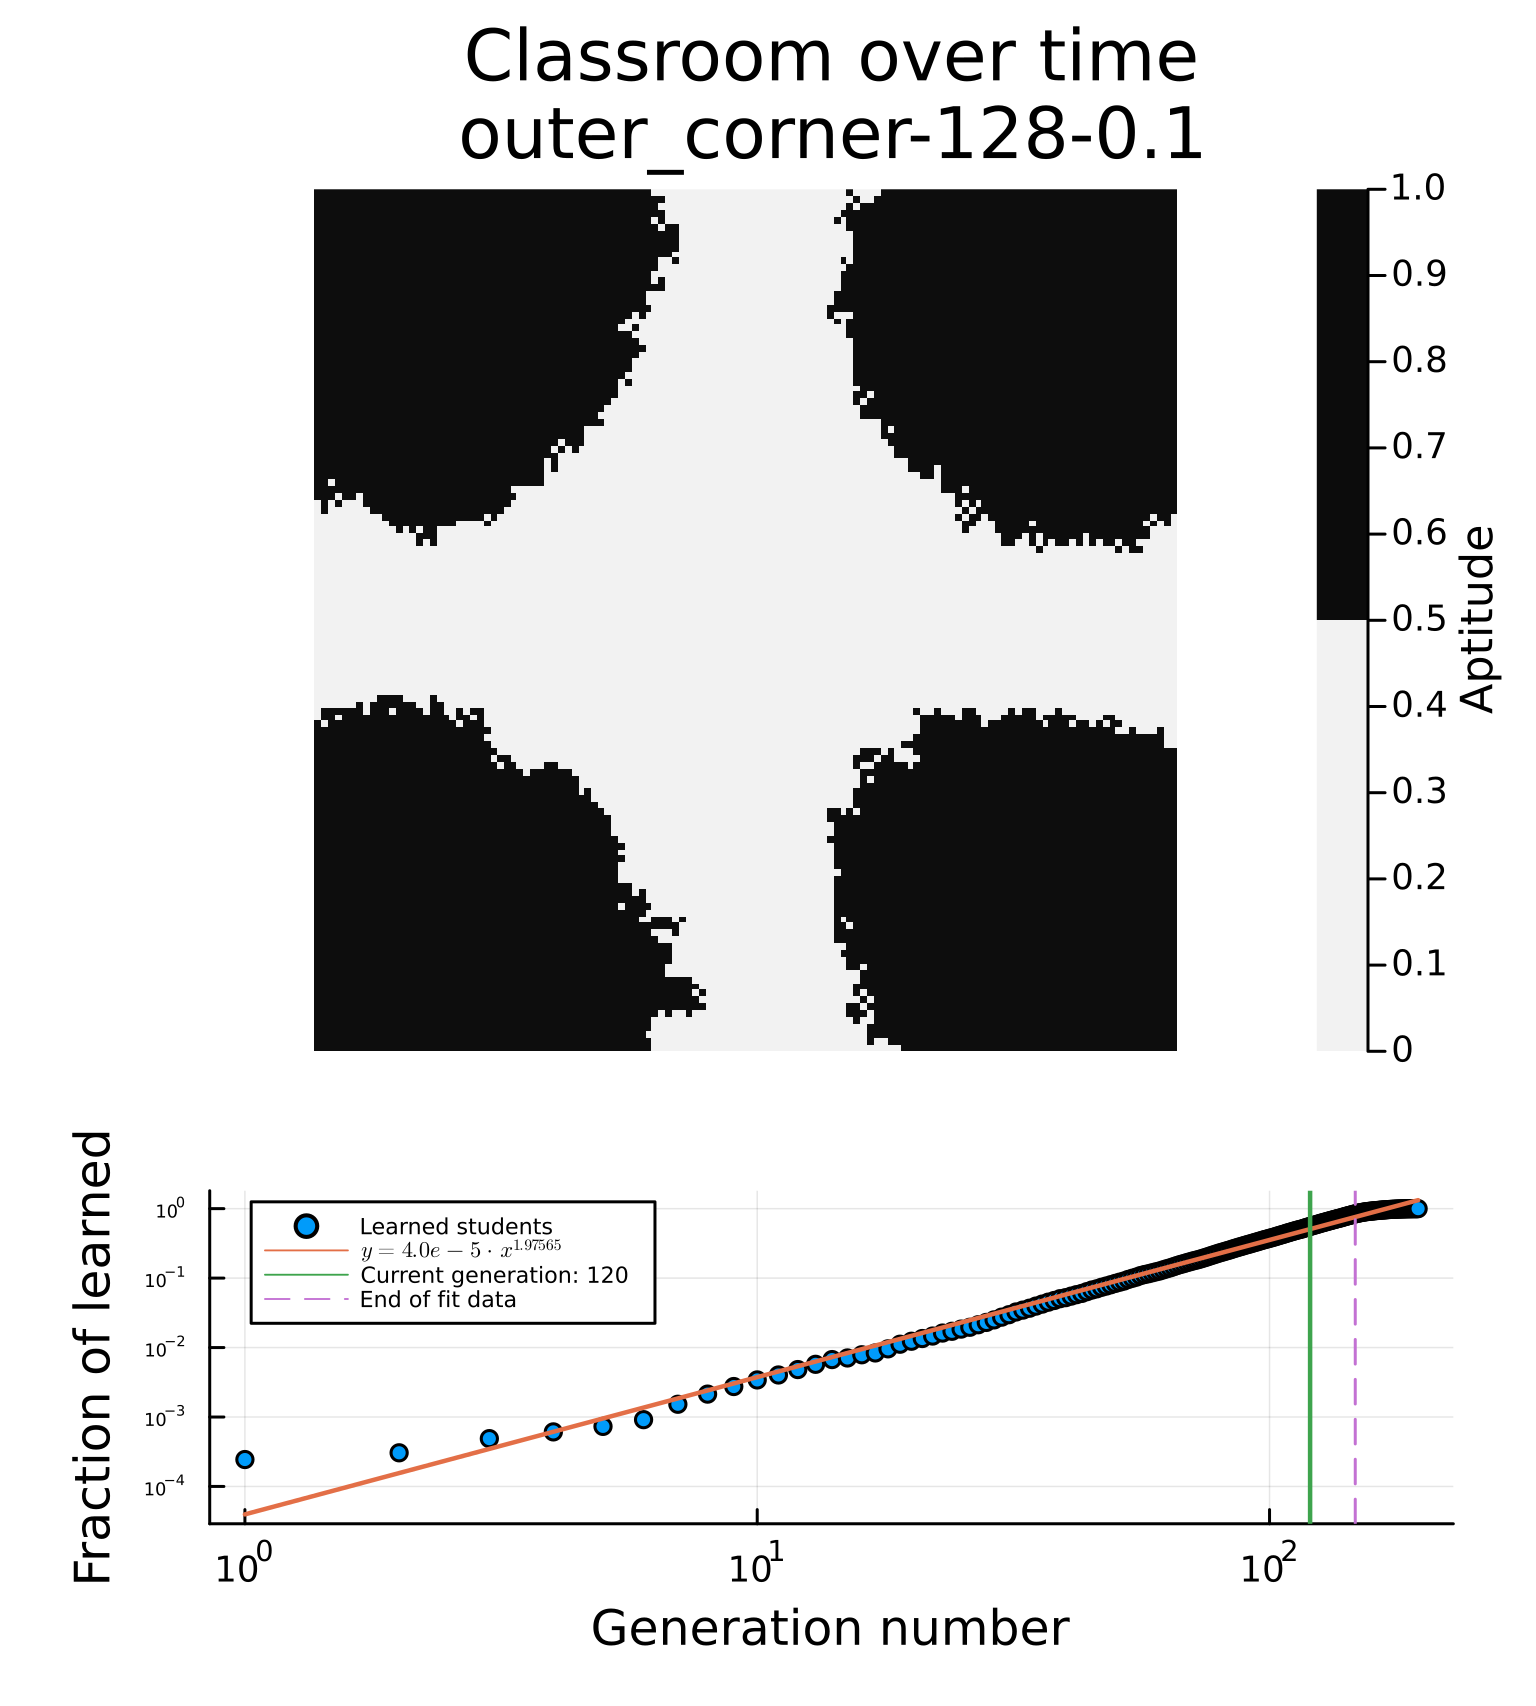 Classroom over time
outer_corner-128-0.1
1.0
0.9
0.8
0.7
0.6
0.5
0.4
0.3
0.2
0.1
0
Aptitude
Fraction of learned
10⁰
10⁻¹
10⁻²
10⁻³
10⁻⁴
Learned students
y = 4.0e − 5 · x^1.97565
Current generation: 120
End of fit data
10⁰ 10¹ 10²
Generation number